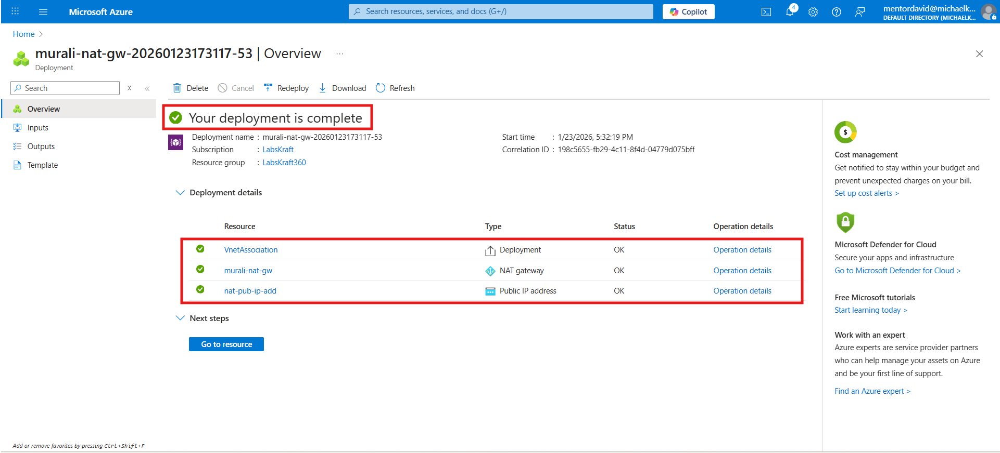 Microsoft Azure
Search resources, services, and docs (G+/)
Copilot
4
mentordavid@michaelk...
DEFAULT DIRECTORY (MICHAELK...
Home
murali-nat-gw-20260123173117-53 | Overview ...
Deployment
Search
Delete
Cancel
Redeploy
Download
Refresh
Overview
Inputs
Outputs
Template
Your deployment is complete
Deployment name : murali-nat-gw-20260123173117-53
Subscription : LabsKraft
Resource group : LabsKraft360
Start time : 1/23/2026, 5:32:19 PM
Correlation ID : 198c5655-fb29-4c11-8f4d-04779d075bff
Deployment details
Resource Type Status Operation details
VnetAssociation Deployment OK Operation details
murali-nat-gw NAT gateway OK Operation details
nat-pub-ip-add Public IP address OK Operation details
Next steps
Go to resource
Cost management
Get notified to stay within your budget and
prevent unexpected charges on your bill.
Set up cost alerts >
Microsoft Defender for Cloud
Secure your apps and infrastructure
Go to Microsoft Defender for Cloud >
Free Microsoft tutorials
Start learning today >
Work with an expert
Azure experts are service provider partners
who can help manage your assets on Azure
and be your first line of support.
Find an Azure expert >
Add or remove favorites by pressing Ctrl+Shift+F